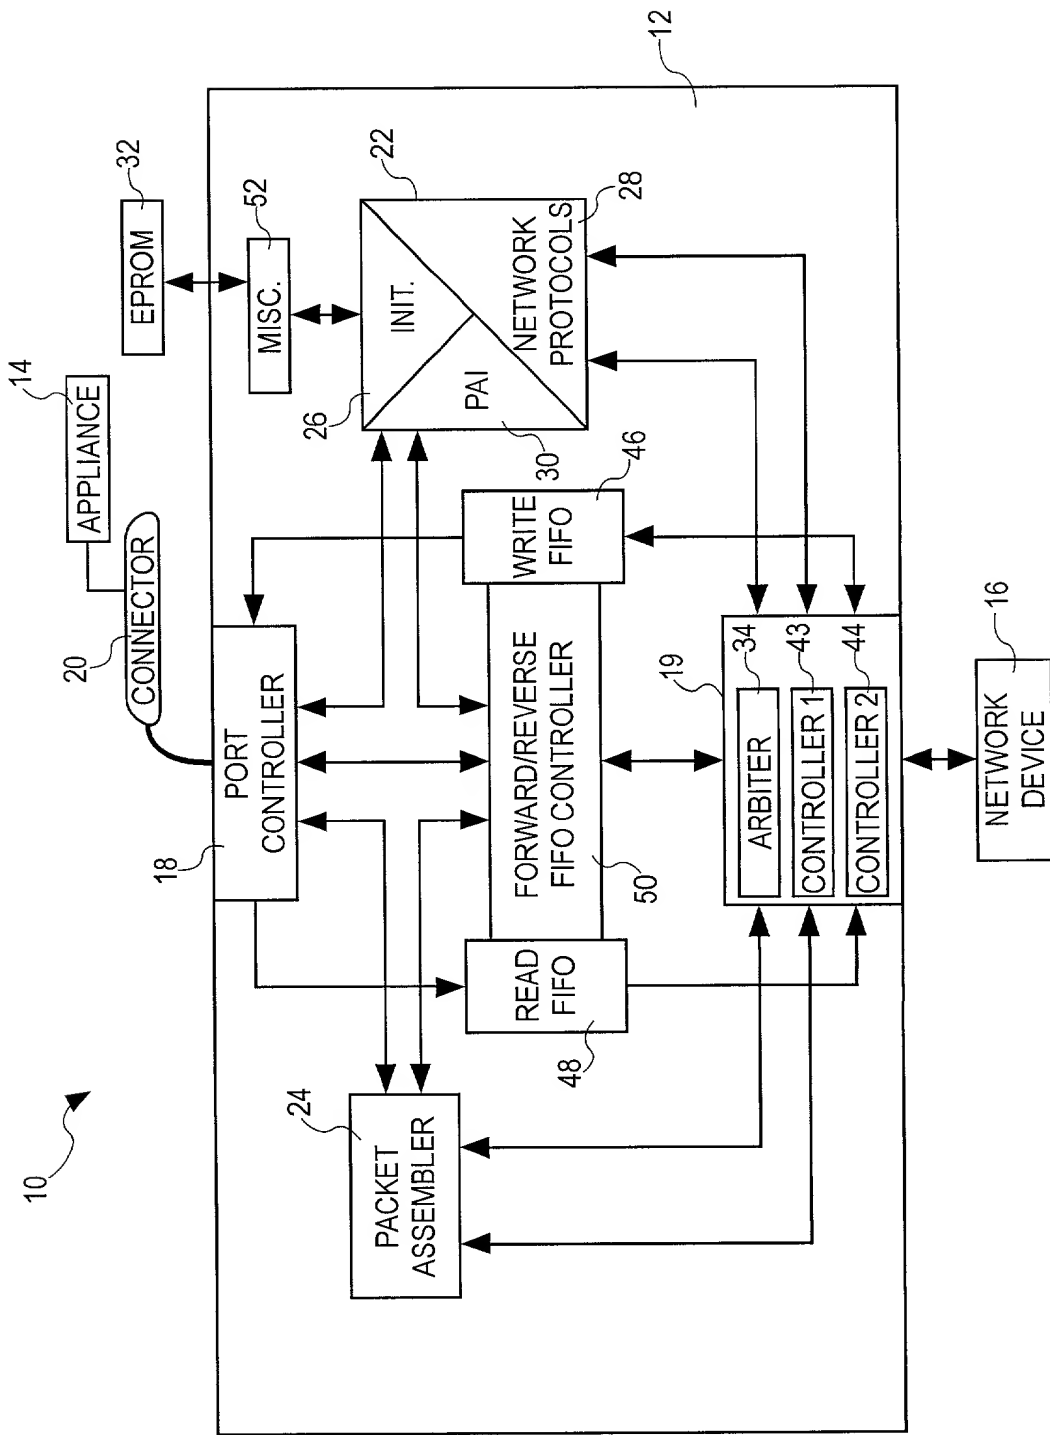 10
APPLIANCE
14
EPROM
32
CONNECTOR
20
MISC.
52
12
PORT
CONTROLLER
18
INIT.
26
22
PAI
30
NETWORK
PROTOCOLS
28
PACKET
ASSEMBLER
24
READ
FIFO
48
FORWARD/REVERSE
FIFO CONTROLLER
50
WRITE
FIFO
46
19
ARBITER
34
CONTROLLER 1
43
CONTROLLER 2
44
NETWORK
DEVICE
16